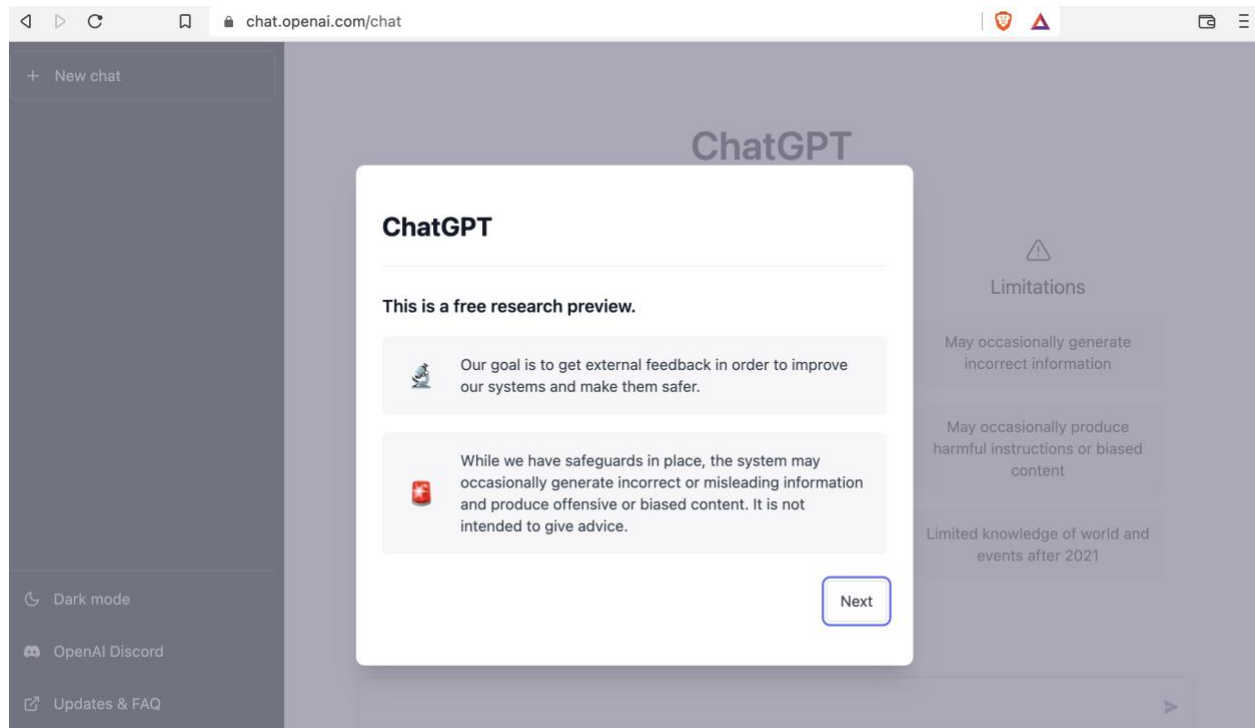 chat.openai.com/chat
+ New chat
ChatGPT
ChatGPT
This is a free research preview.
Our goal is to get external feedback in order to improve
our systems and make them safer.
While we have safeguards in place, the system may
occasionally generate incorrect or misleading information
and produce offensive or biased content. It is not
intended to give advice.
Next
Limitations
May occasionally generate
incorrect information
May occasionally produce
harmful instructions or biased
content
Limited knowledge of world and
events after 2021
Dark mode
OpenAI Discord
Updates & FAQ